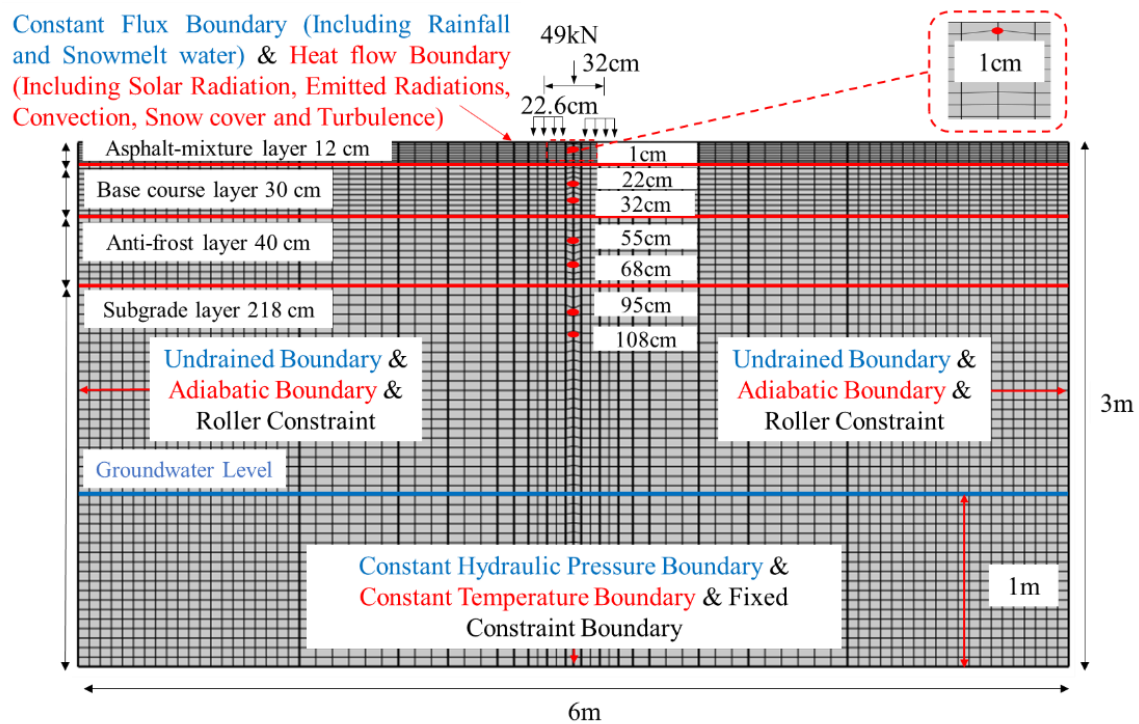 Constant Flux Boundary (Including Rainfall
and Snowmelt water) & Heat flow Boundary
(Including Solar Radiation, Emitted Radiations,
Convection, Snow cover and Turbulence)
49kN
32cm
22.6cm
1cm
Asphalt-mixture layer 12 cm
1cm
Base course layer 30 cm
22cm
32cm
Anti-frost layer 40 cm
55cm
68cm
Subgrade layer 218 cm
95cm
108cm
Undrained Boundary &
Adiabatic Boundary &
Roller Constraint
Undrained Boundary &
Adiabatic Boundary &
Roller Constraint
3m
Groundwater Level
Constant Hydraulic Pressure Boundary &
Constant Temperature Boundary & Fixed
Constraint Boundary
1m
6m